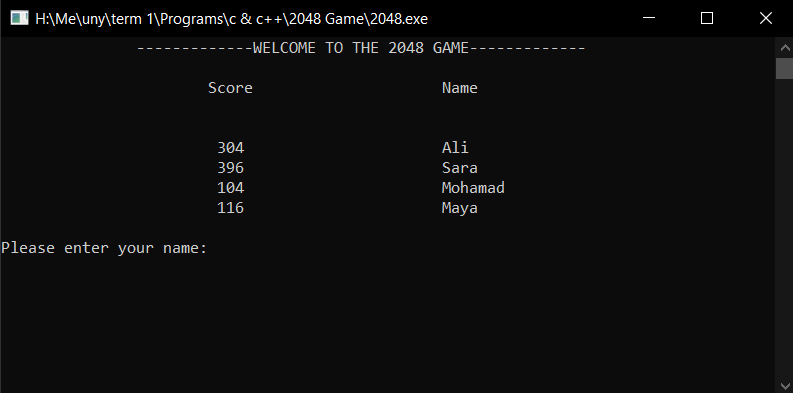 H:\Me\uny\term 1\Programs\c & c++\2048 Game\2048.exe
-------------WELCOME TO THE 2048 GAME-------------
Score Name
304 Ali
396 Sara
104 Mohamad
116 Maya
Please enter your name: